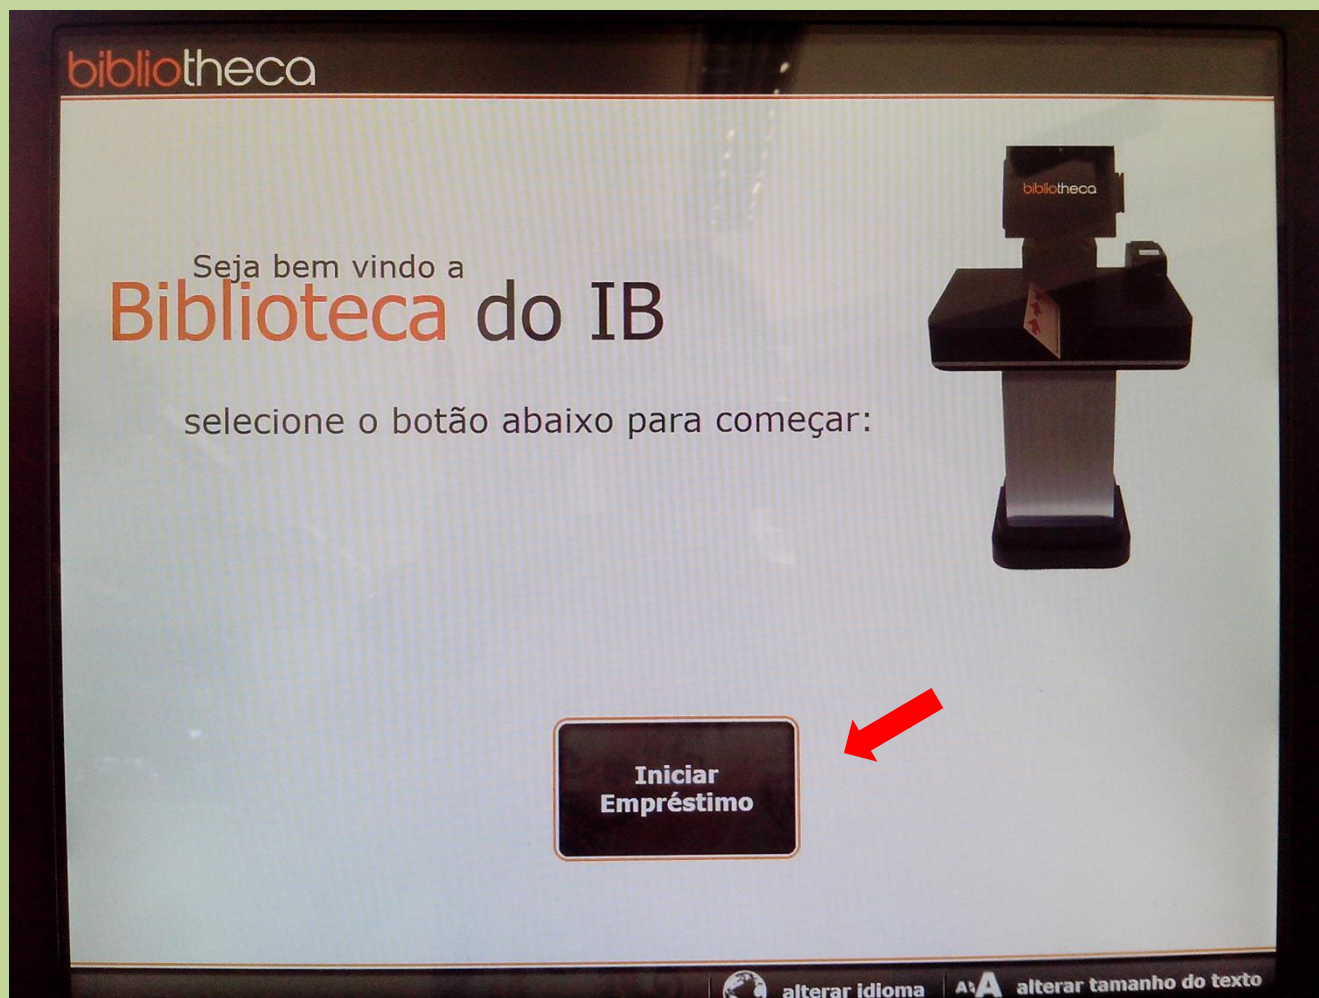 bibliotheca
bibliotheca
Seja bem vindo a
Biblioteca do IB
selecione o botão abaixo para começar:
Iniciar
Empréstimo
alterar idioma
AAA alterar tamanho do texto